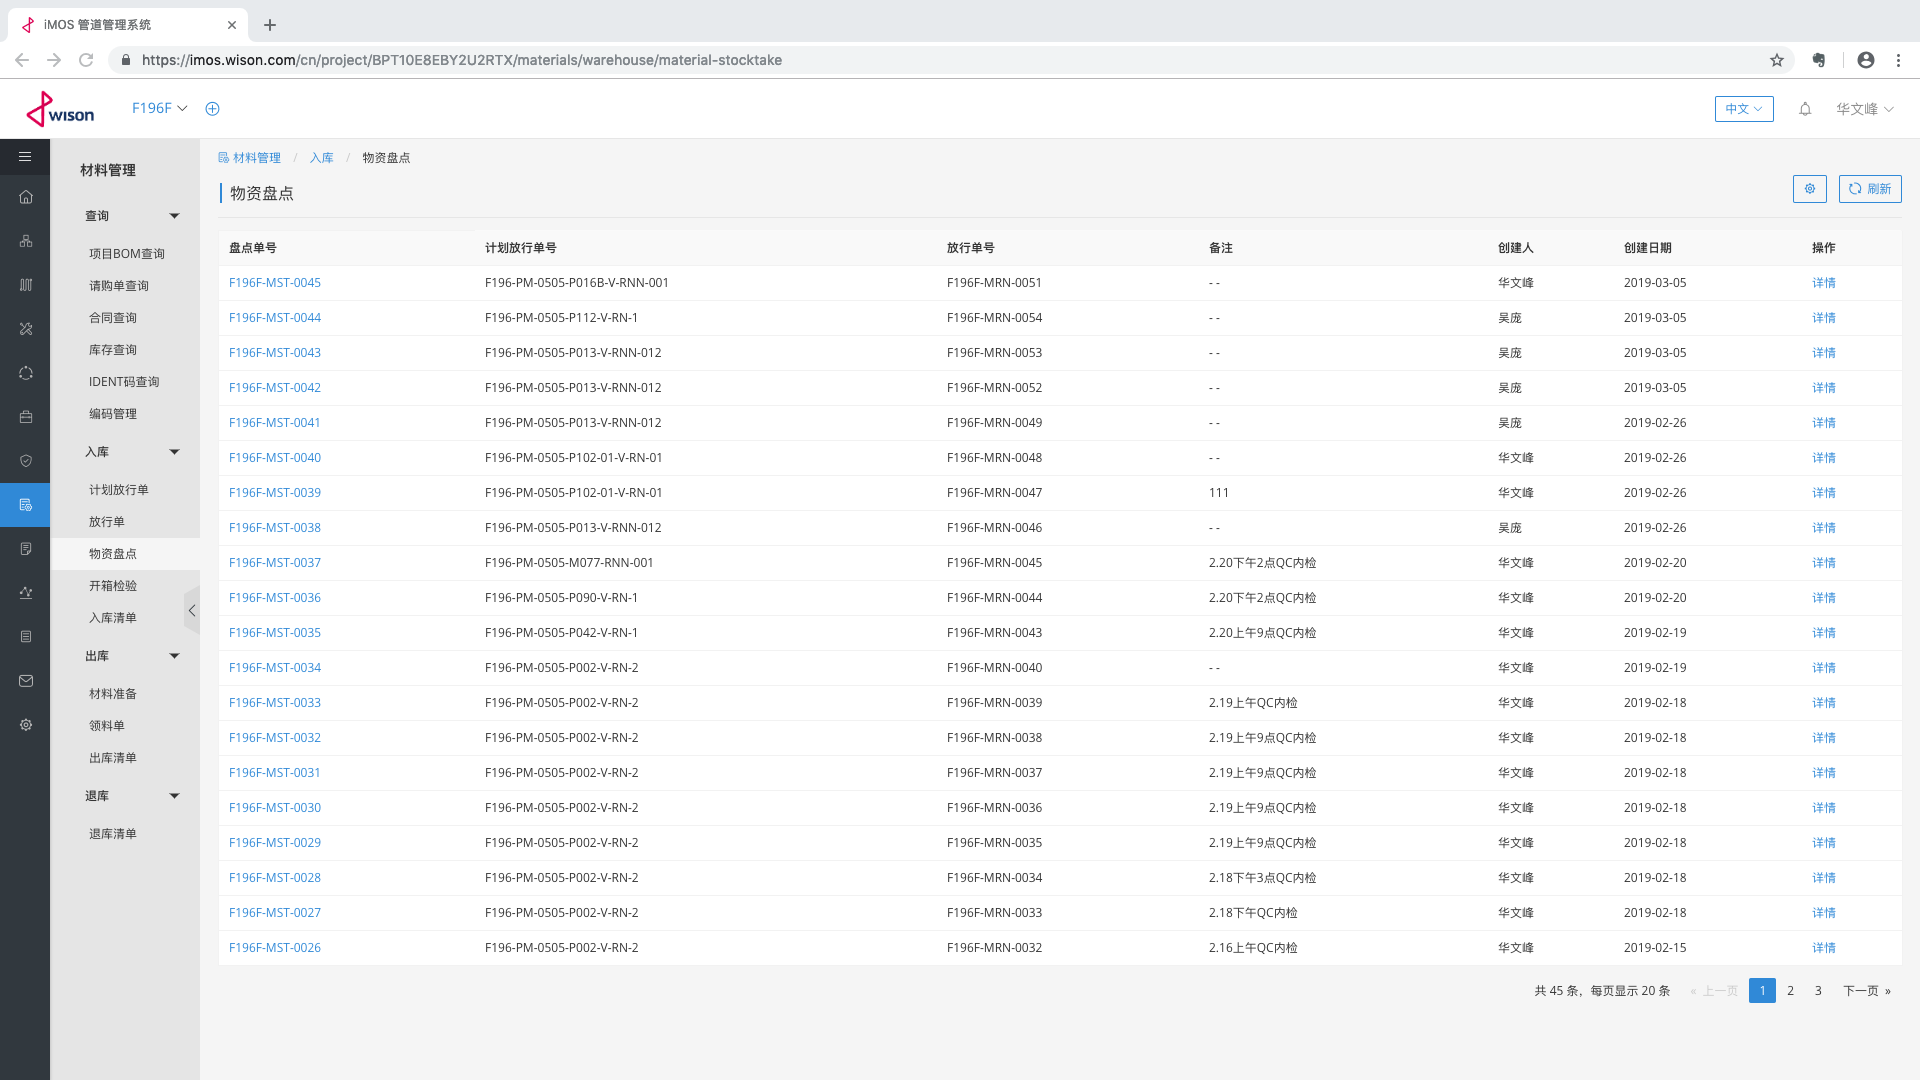 iMOS 管道管理系统
https://imos.wison.com/cn/project/BPT10E8EBY2U2RTX/materials/warehouse/material-stocktake
wison
F196F
中文
华文峰
材料管理
查询
项目BOM查询
请购单查询
合同查询
库存查询
IDENT码查询
编码管理
入库
计划放行单
放行单
物资盘点
开箱检验
入库清单
出库
材料准备
领料单
出库清单
退库
退库清单
材料管理 / 入库 / 物资盘点
物资盘点
刷新
盘点单号 计划放行单号 放行单号 备注 创建人 创建日期 操作
F196F-MST-0045 F196-PM-0505-P016B-V-RNN-001 F196F-MRN-0051 - - 华文峰 2019-03-05 详情
F196F-MST-0044 F196-PM-0505-P112-V-RN-1 F196F-MRN-0054 - - 吴庞 2019-03-05 详情
F196F-MST-0043 F196-PM-0505-P013-V-RNN-012 F196F-MRN-0053 - - 吴庞 2019-03-05 详情
F196F-MST-0042 F196-PM-0505-P013-V-RNN-012 F196F-MRN-0052 - - 吴庞 2019-03-05 详情
F196F-MST-0041 F196-PM-0505-P013-V-RNN-012 F196F-MRN-0049 - - 吴庞 2019-02-26 详情
F196F-MST-0040 F196-PM-0505-P102-01-V-RN-01 F196F-MRN-0048 - - 华文峰 2019-02-26 详情
F196F-MST-0039 F196-PM-0505-P102-01-V-RN-01 F196F-MRN-0047 111 华文峰 2019-02-26 详情
F196F-MST-0038 F196-PM-0505-P013-V-RNN-012 F196F-MRN-0046 - - 吴庞 2019-02-26 详情
F196F-MST-0037 F196-PM-0505-M077-RNN-001 F196F-MRN-0045 2.20下午2点QC内检 华文峰 2019-02-20 详情
F196F-MST-0036 F196-PM-0505-P090-V-RN-1 F196F-MRN-0044 2.20下午2点QC内检 华文峰 2019-02-20 详情
F196F-MST-0035 F196-PM-0505-P042-V-RN-1 F196F-MRN-0043 2.20上午9点QC内检 华文峰 2019-02-19 详情
F196F-MST-0034 F196-PM-0505-P002-V-RN-2 F196F-MRN-0040 - - 华文峰 2019-02-19 详情
F196F-MST-0033 F196-PM-0505-P002-V-RN-2 F196F-MRN-0039 2.19上午QC内检 华文峰 2019-02-18 详情
F196F-MST-0032 F196-PM-0505-P002-V-RN-2 F196F-MRN-0038 2.19上午9点QC内检 华文峰 2019-02-18 详情
F196F-MST-0031 F196-PM-0505-P002-V-RN-2 F196F-MRN-0037 2.19上午9点QC内检 华文峰 2019-02-18 详情
F196F-MST-0030 F196-PM-0505-P002-V-RN-2 F196F-MRN-0036 2.19上午9点QC内检 华文峰 2019-02-18 详情
F196F-MST-0029 F196-PM-0505-P002-V-RN-2 F196F-MRN-0035 2.19上午9点QC内检 华文峰 2019-02-18 详情
F196F-MST-0028 F196-PM-0505-P002-V-RN-2 F196F-MRN-0034 2.18下午3点QC内检 华文峰 2019-02-18 详情
F196F-MST-0027 F196-PM-0505-P002-V-RN-2 F196F-MRN-0033 2.18下午QC内检 华文峰 2019-02-18 详情
F196F-MST-0026 F196-PM-0505-P002-V-RN-2 F196F-MRN-0032 2.16上午QC内检 华文峰 2019-02-15 详情
共 45 条，每页显示 20 条 « 上一页 1 2 3 下一页 »